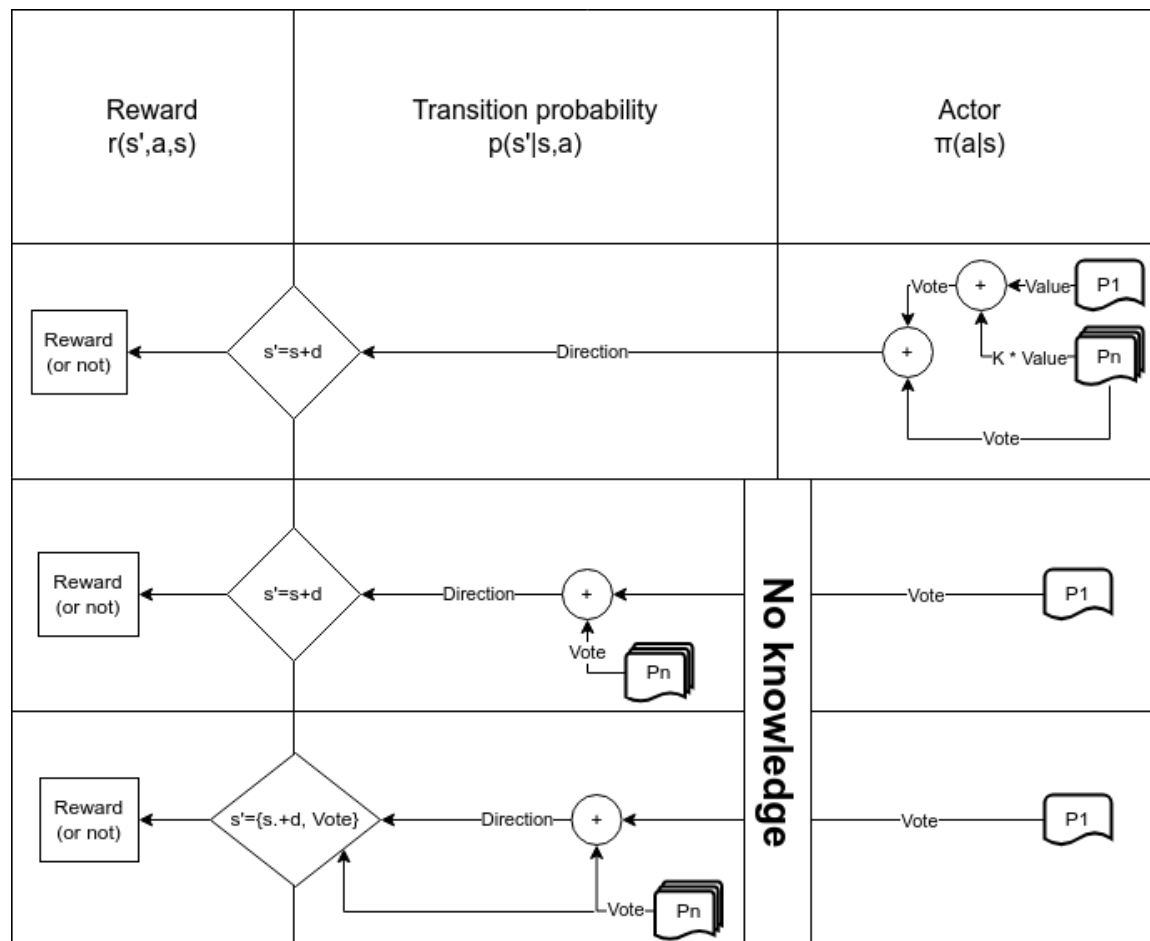 Reward
r(s',a,s)
Transition probability
p(s'|s,a)
Actor
π(a|s)
Reward
(or not)
s'=s+d
Direction
+
Vote
+
Value
P1
K * Value
Pn
Vote
Reward
(or not)
s'=s+d
Direction
+
Vote
Pn
No knowledge
Vote
P1
Reward
(or not)
s'={s.+d, Vote}
Direction
+
Vote
Pn
Vote
P1